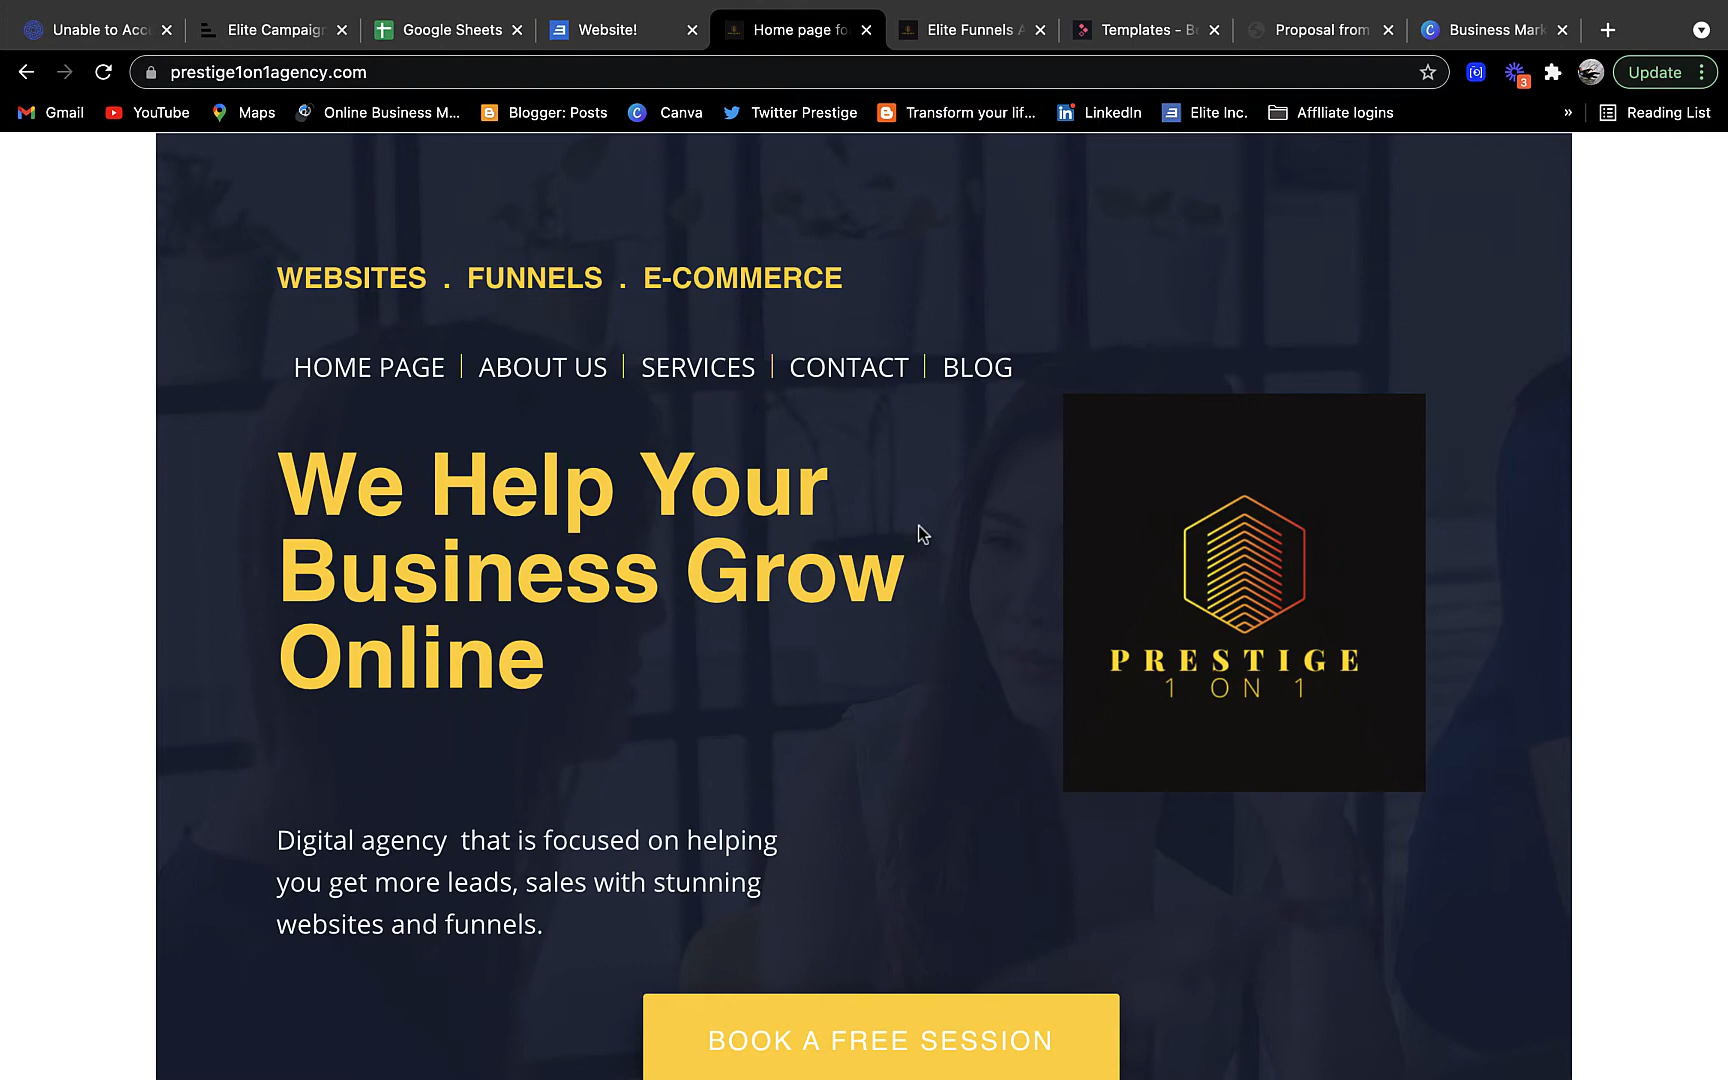 Unable to Acc
Elite Campaign
Google Sheets
Website!
Home page fo
Elite Funnels A
Templates - B
Proposal from
Business Mark
prestige1on1agency.com
3
Update
Gmail
YouTube
Maps
Online Business M...
Blogger: Posts
Canva
Twitter Prestige
Transform your lif...
LinkedIn
Elite Inc.
Afflliate logins
»
Reading List
WEBSITES . FUNNELS . E-COMMERCE
HOME PAGE | ABOUT US | SERVICES | CONTACT | BLOG
We Help Your
Business Grow
Online
PRESTIGE
1 ON 1
Digital agency that is focused on helping
you get more leads, sales with stunning
websites and funnels.
BOOK A FREE SESSION